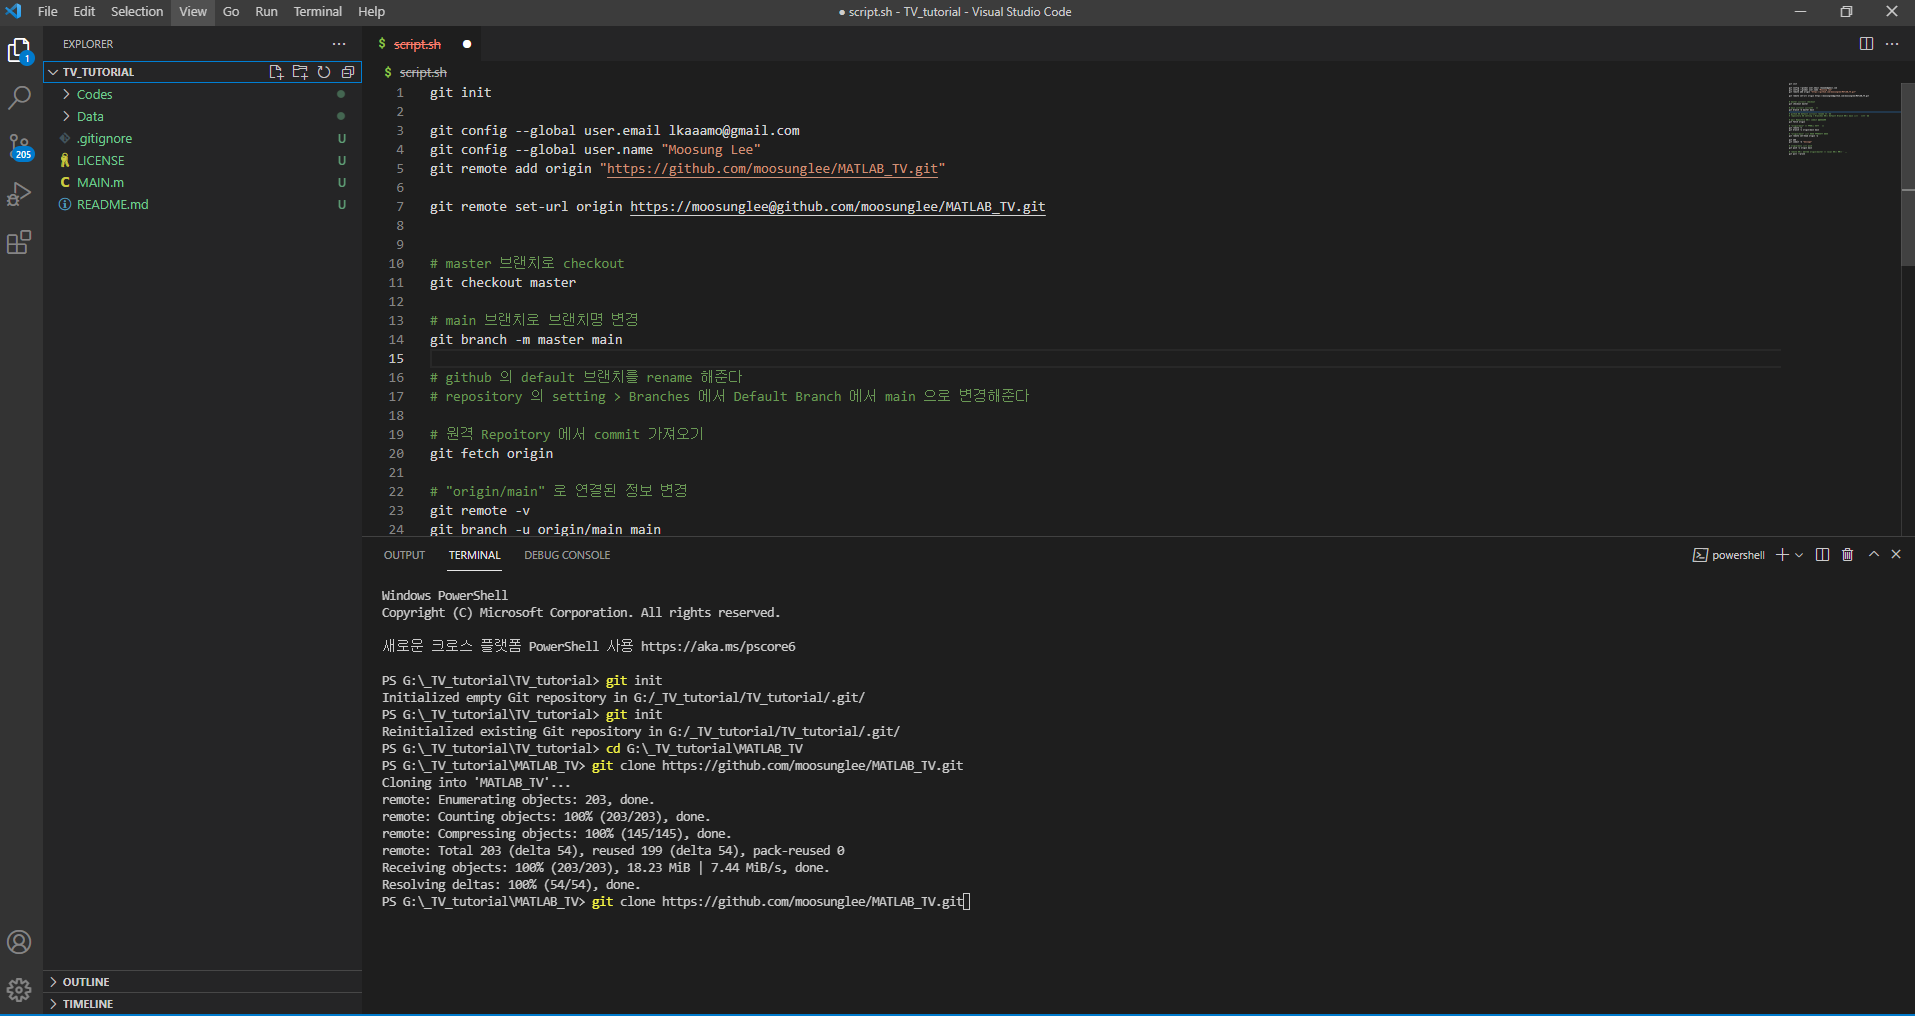 File Edit Selection View Go Run Terminal Help
● script.sh - TV_tutorial - Visual Studio Code
EXPLORER
1
TV_TUTORIAL
Codes
Data
.gitignore U
LICENSE U
MAIN.m U
README.md U
205
OUTLINE
TIMELINE
$ script.sh
$ script.sh
1 git init
2
3 git config --global user.email lkaaamo@gmail.com
4 git config --global user.name "Moosung Lee"
5 git remote add origin "https://github.com/moosunglee/MATLAB_TV.git"
6
7 git remote set-url origin https://moosunglee@github.com/moosunglee/MATLAB_TV.git
8
9
10 # master 브랜치로 checkout
11 git checkout master
12
13 # main 브랜치로 브랜치명 변경
14 git branch -m master main
15
16 # github 의 default 브랜치를 rename 해준다
17 # repository 의 setting > Branches 에서 Default Branch 에서 main 으로 변경해준다
18
19 # 원격 Repoitory 에서 commit 가져오기
20 git fetch origin
21
22 # "origin/main" 로 연결된 정보 변경
23 git remote -v
24 git branch -u origin/main main
OUTPUT TERMINAL DEBUG CONSOLE
powershell
Windows PowerShell
Copyright (C) Microsoft Corporation. All rights reserved.
새로운 크로스 플랫폼 PowerShell 사용 https://aka.ms/pscore6
PS G:\_TV_tutorial\TV_tutorial> git init
Initialized empty Git repository in G:/_TV_tutorial/TV_tutorial/.git/
PS G:\_TV_tutorial\TV_tutorial> git init
Reinitialized existing Git repository in G:/_TV_tutorial/TV_tutorial/.git/
PS G:\_TV_tutorial\TV_tutorial> cd G:\_TV_tutorial\MATLAB_TV
PS G:\_TV_tutorial\MATLAB_TV> git clone https://github.com/moosunglee/MATLAB_TV.git
Cloning into 'MATLAB_TV'...
remote: Enumerating objects: 203, done.
remote: Counting objects: 100% (203/203), done.
remote: Compressing objects: 100% (145/145), done.
remote: Total 203 (delta 54), reused 199 (delta 54), pack-reused 0
Receiving objects: 100% (203/203), 18.23 MiB | 7.44 MiB/s, done.
Resolving deltas: 100% (54/54), done.
PS G:\_TV_tutorial\MATLAB_TV> git clone https://github.com/moosunglee/MATLAB_TV.git